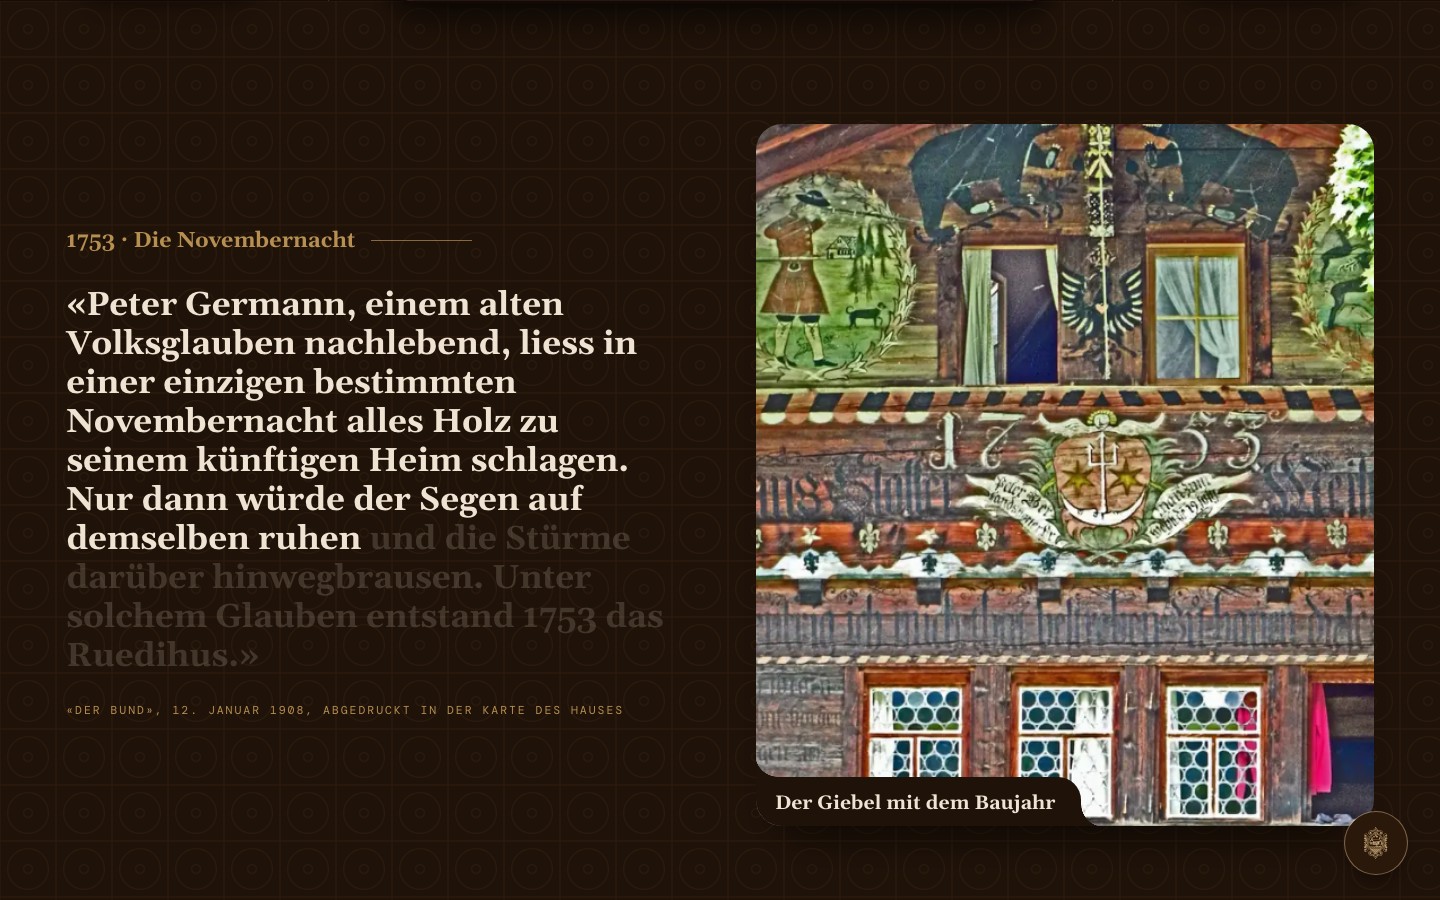 1753 · Die Novembernacht
«Peter Germann, einem alten
Volksglauben nachlebend, liess in
einer einzigen bestimmten
Novembernacht alles Holz zu
seinem künftigen Heim schlagen.
Nur dann würde der Segen auf
demselben ruhen und die Stürme
darüber hinwegbrausen. Unter
solchem Glauben entstand 1753 das
Ruedihus.»
«DER BUND», 12. JANUAR 1908, ABGEDRUCKT IN DER KARTE DES HAUSES
1753
Der Giebel mit dem Baujahr